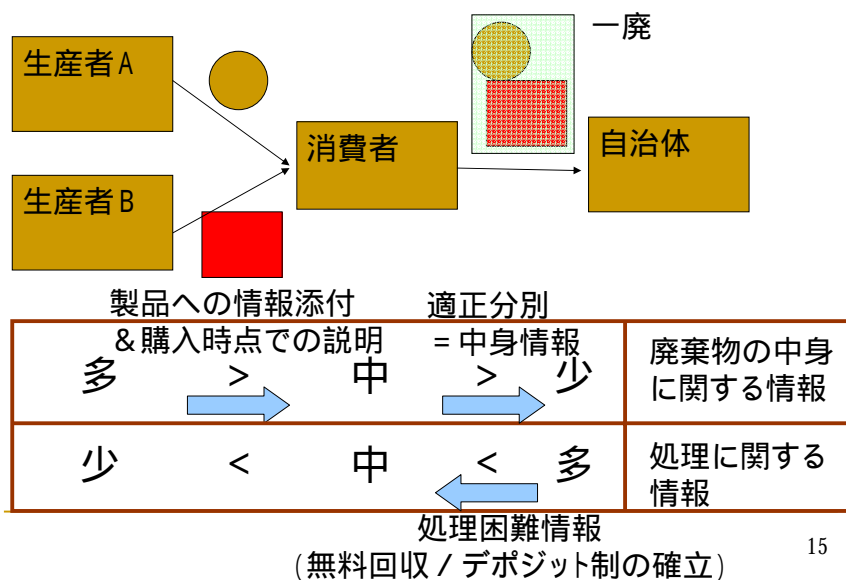 一廃
生産者A
消費者
自治体
生産者B
製品への情報添付
&購入時点での説明
適正分別
=中身情報
多 > 中 > 少
廃棄物の中身
に関する情報
少 < 中 < 多
処理に関する
情報
処理困難情報
(無料回収/デポジット制の確立)
15